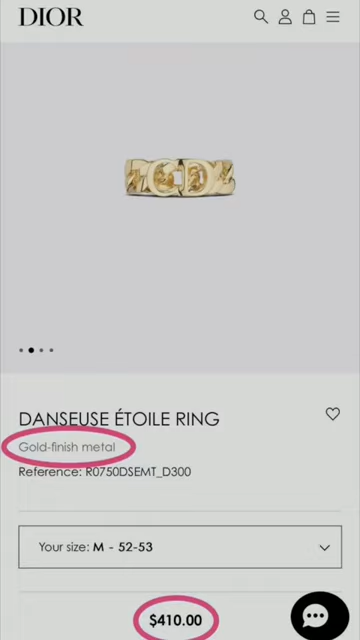 DIOR
DANSEUSE ÉTOILE RING
Gold-finish metal
Reference: R0750DSEMT_D300
Your size: M - 52-53
$410.00